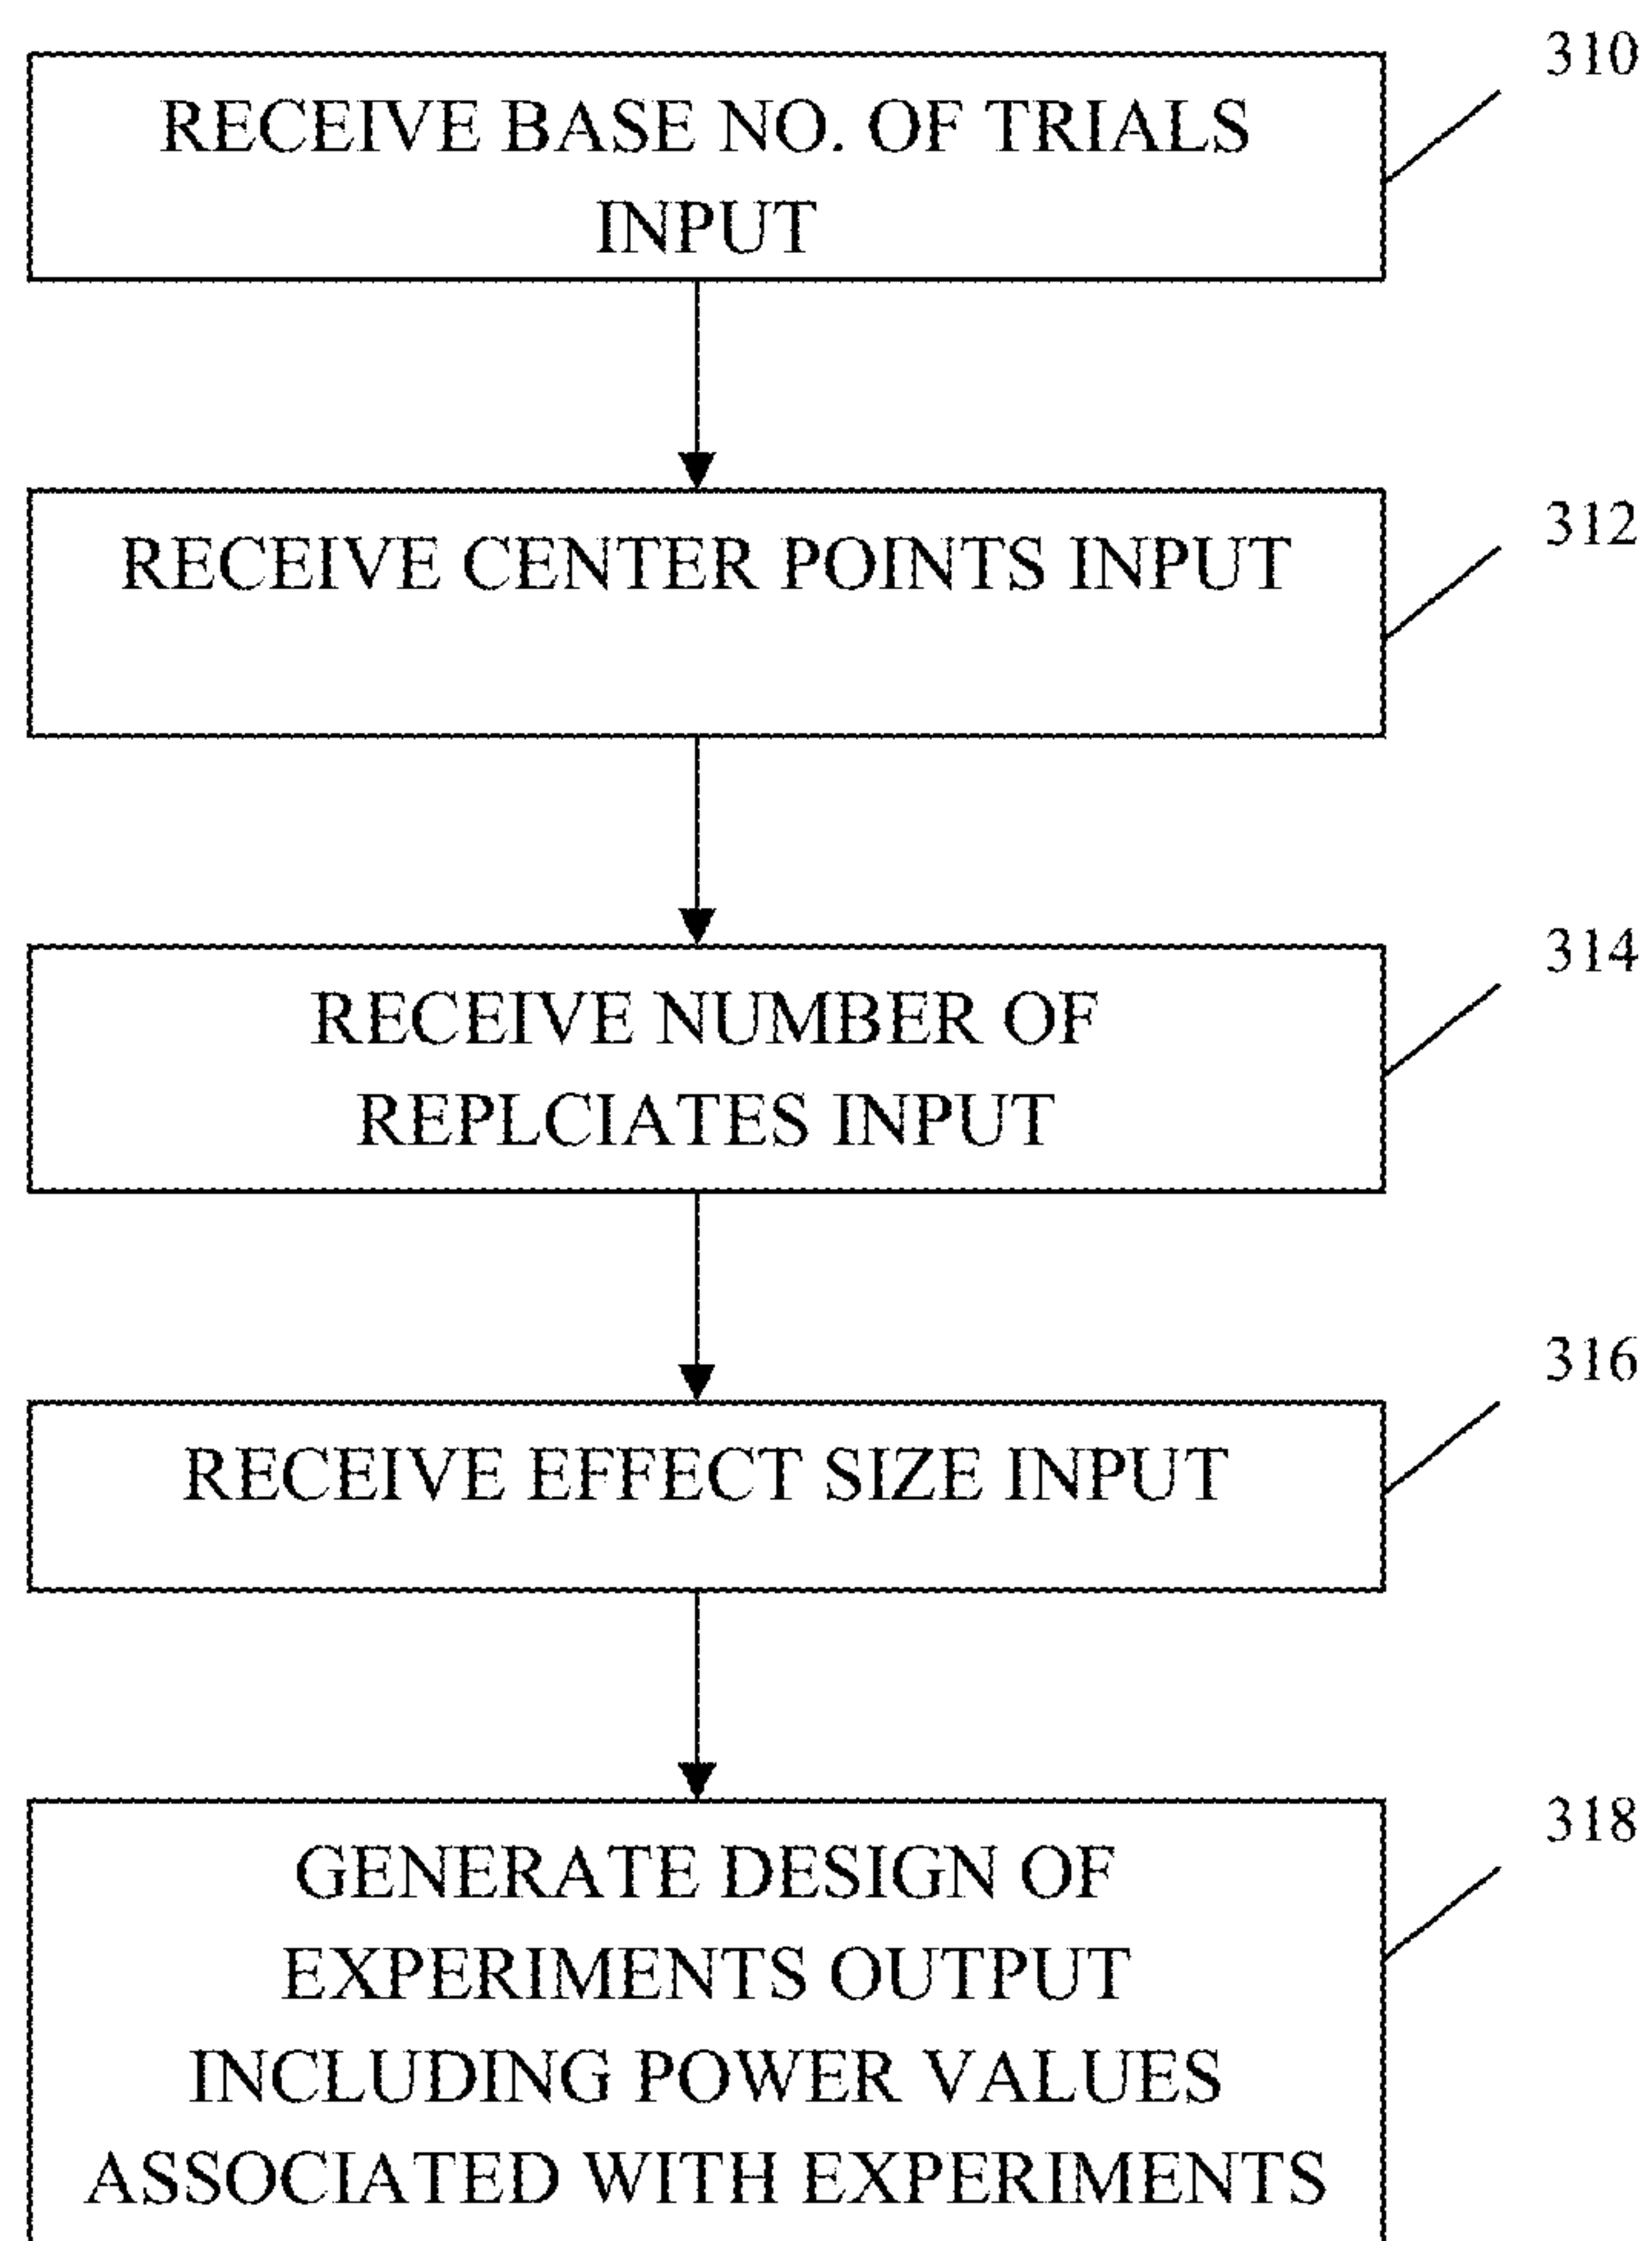 310
RECEIVE BASE NO. OF TRIALS
INPUT
312
RECEIVE CENTER POINTS INPUT
314
RECEIVE NUMBER OF
REPLCIATES INPUT
316
RECEIVE EFFECT SIZE INPUT
318
GENERATE DESIGN OF
EXPERIMENTS OUTPUT
INCLUDING POWER VALUES
ASSOCIATED WITH EXPERIMENTS